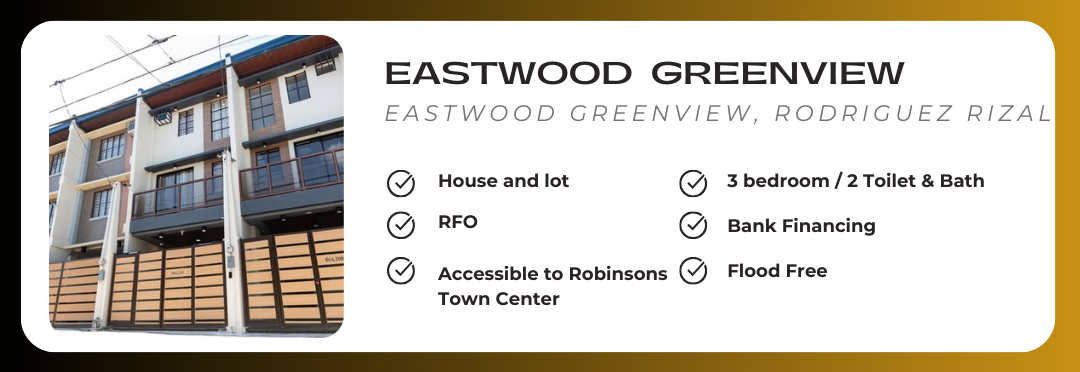 EASTWOOD GREENVIEW
EASTWOOD GREENVIEW, RODRIGUEZ RIZAL
House and lot
RFO
Accessible to Robinsons
Town Center
3 bedroom / 2 Toilet & Bath
Bank Financing
Flood Free